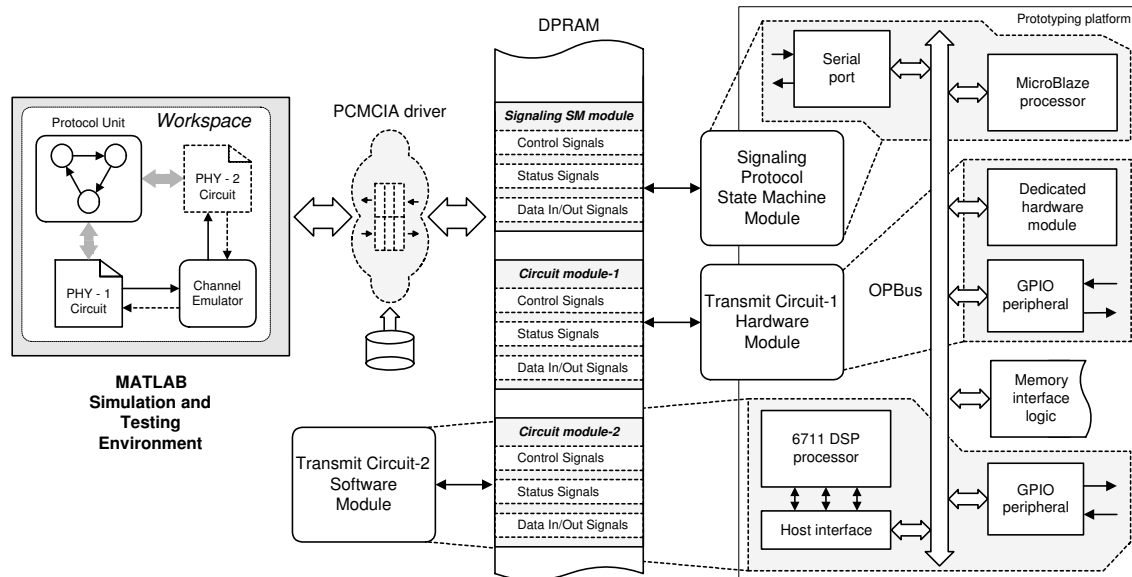 DPRAM
Prototyping platform
Protocol Unit
Workspace
PHY - 2
Circuit
PHY - 1
Circuit
Channel
Emulator
MATLAB
Simulation and
Testing
Environment
PCMCIA driver
Signaling SM module
Control Signals
Status Signals
Data In/Out Signals
Circuit module-1
Control Signals
Status Signals
Data In/Out Signals
Circuit module-2
Control Signals
Status Signals
Data In/Out Signals
Transmit Circuit-2
Software
Module
Signaling
Protocol
State Machine
Module
Transmit Circuit-1
Hardware
Module
Serial
port
MicroBlaze
processor
Dedicated
hardware
module
OPBus
GPIO
peripheral
Memory
interface
logic
6711 DSP
processor
Host interface
GPIO
peripheral